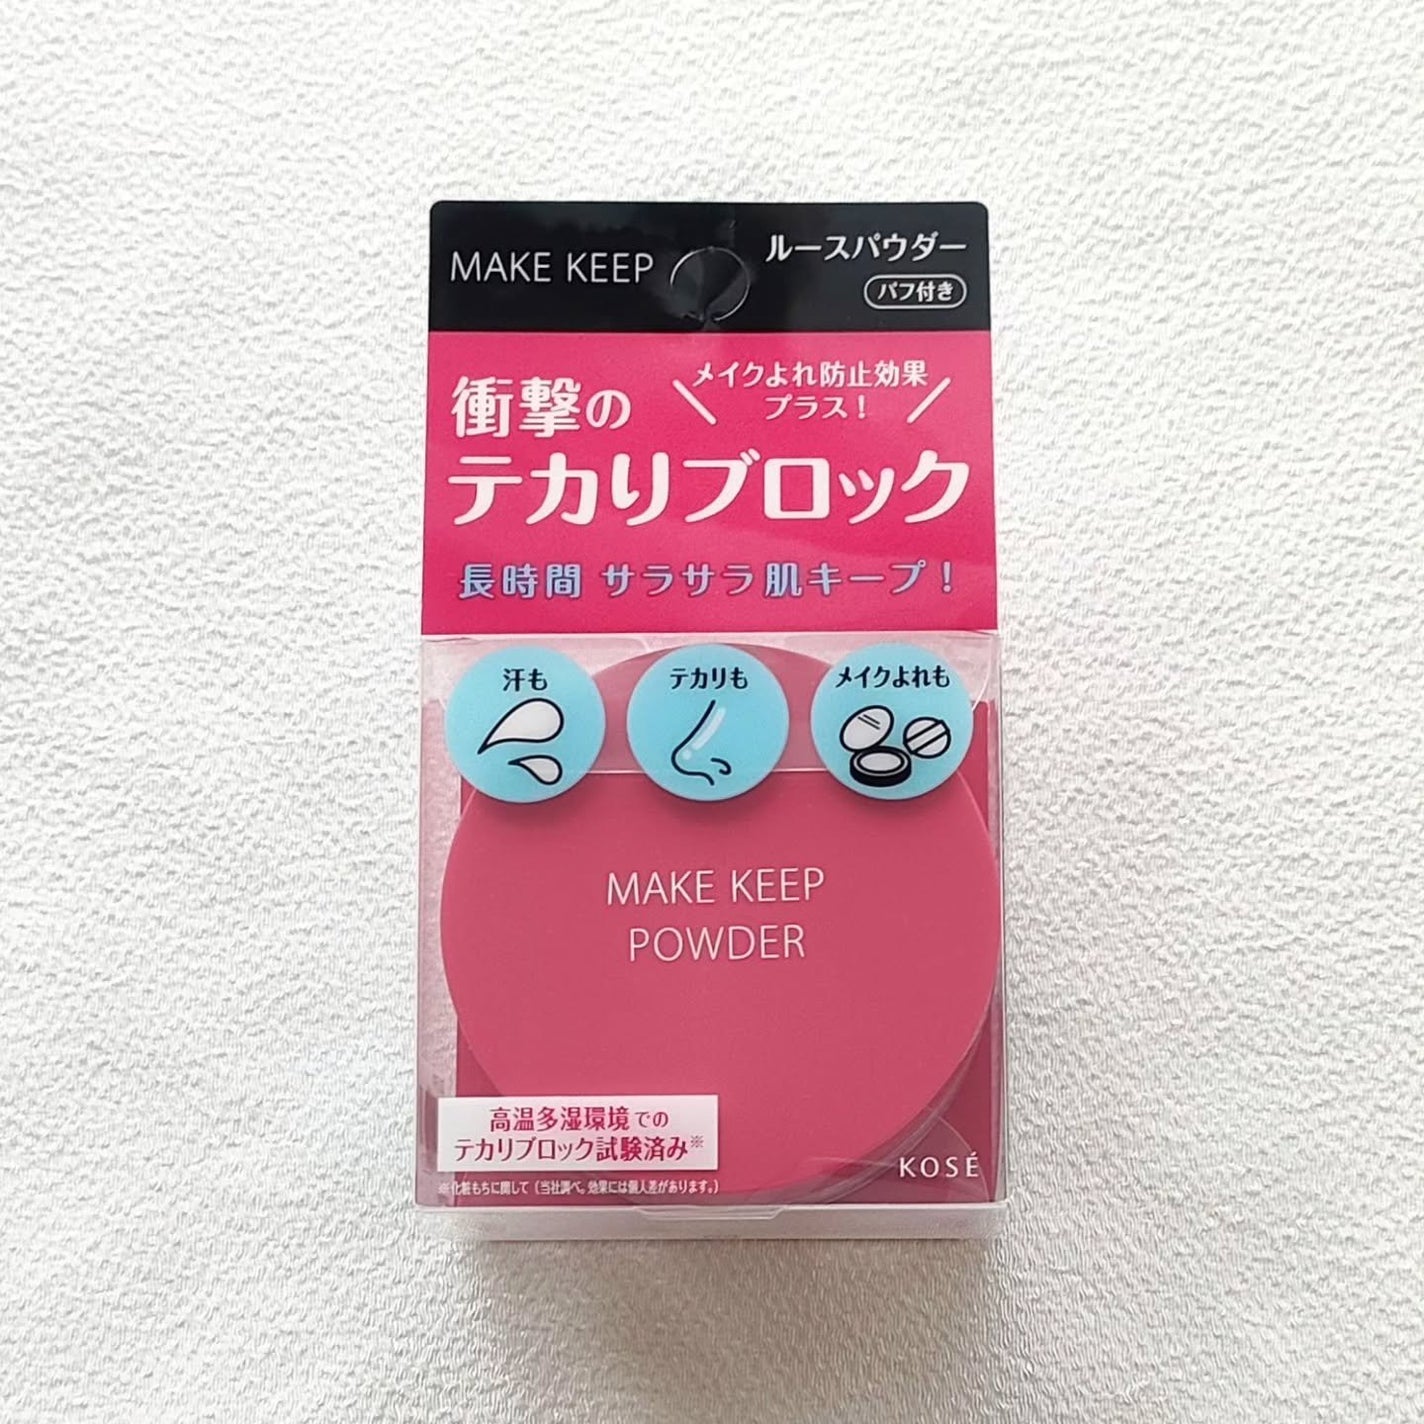 MAKE KEEP
ルースパウダー
パフ付き
メイクよれ防止効果
プラス！
衝撃の
テカリブロック
長時間 サラサラ肌キープ！
汗も
テカリも
メイクよれも
MAKE KEEP
POWDER
高温多湿環境での
テカリブロック試験済み※
※化粧もちに関して（当社調べ。効果には個人差があります。）
KOSÉ